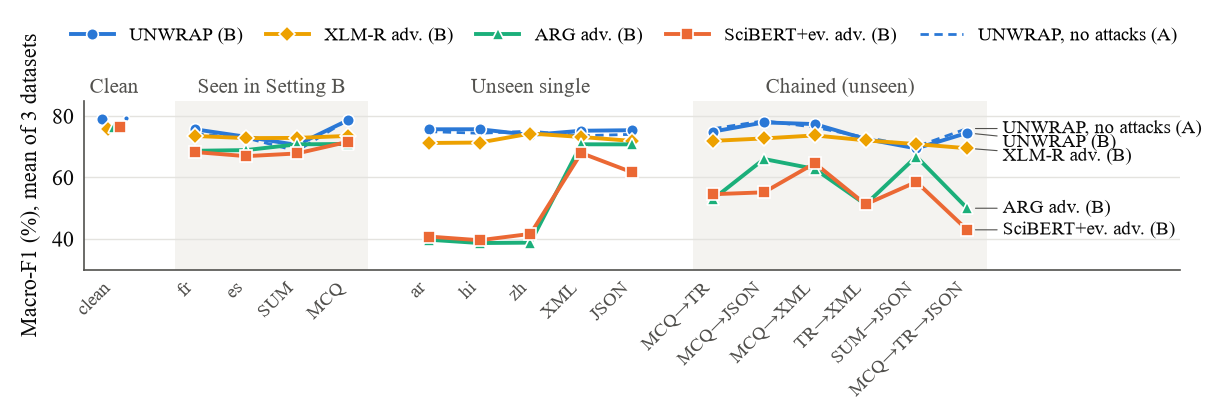 UNWRAP (B)
XLM-R adv. (B)
ARG adv. (B)
SciBERT+ev. adv. (B)
UNWRAP, no attacks (A)
Macro-F1 (%), mean of 3 datasets
Clean
Seen in Setting B
Unseen single
Chained (unseen)
80
60
40
UNWRAP, no attacks (A)
UNWRAP (B)
XLM-R adv. (B)
ARG adv. (B)
SciBERT+ev. adv. (B)
clean
fr
es
SUM
MCQ
ar
hi
zh
XML
JSON
MCQ→TR
MCQ→JSON
MCQ→XML
TR→XML
SUM→JSON
MCQ→TR→JSON